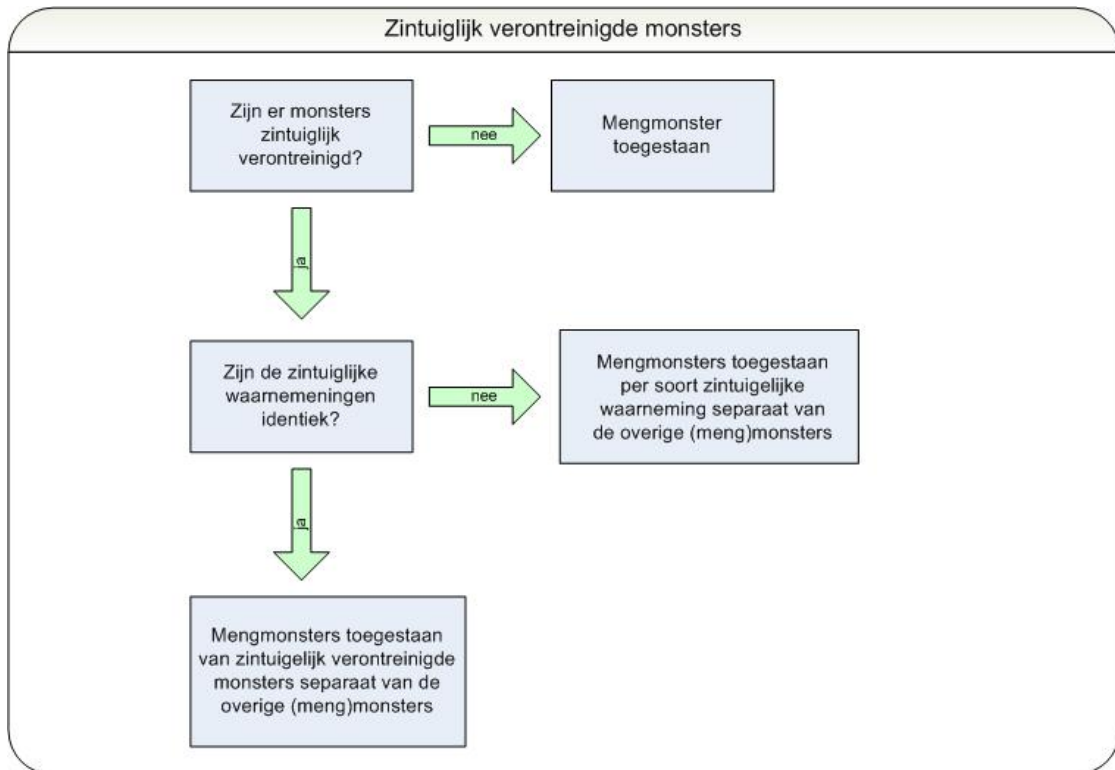 Zintuiglijk verontreinigde monsters
Zijn er monsters
zintuiglijk
verontreinigd?
nee
Mengmonster
toegestaan
ja
Zijn de zintuiglijke
waarnemeningen
identiek?
nee
Mengmonsters toegestaan
per soort zintuigelijke
waarneming separaat van
de overige (meng)monsters
ja
Mengmonsters toegestaan
van zintuigelijk verontreinigde
monsters separaat van de
overige (meng)monsters